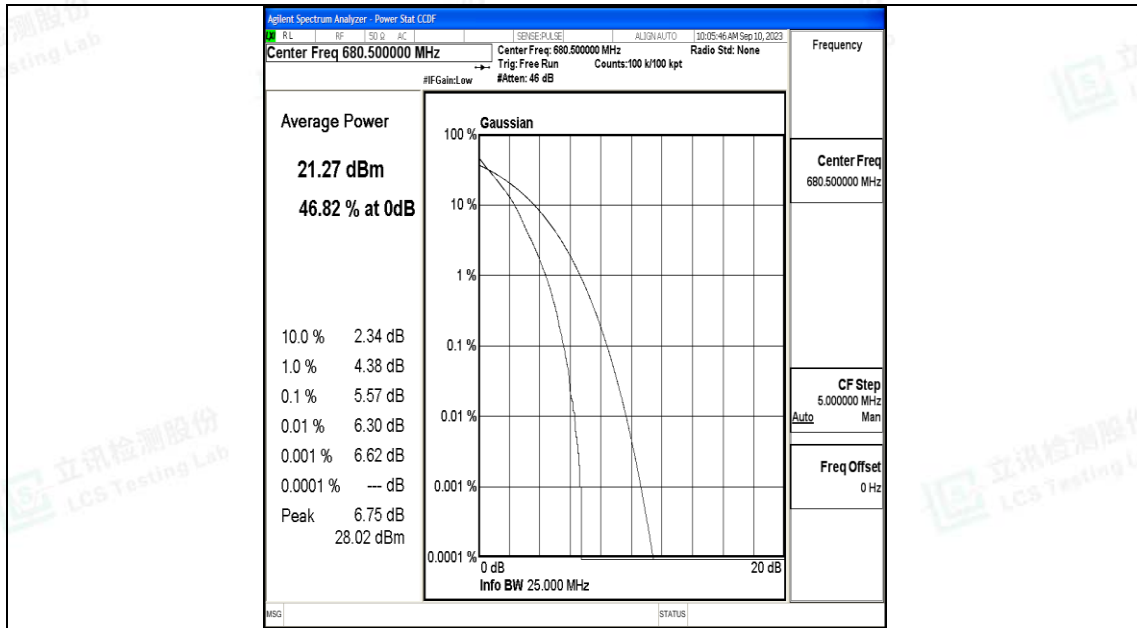 Agilent Spectrum Analyzer - Power Stat CCDF
RL RF 50 Ω AC SENSE:PULSE ALIGN AUTO 10:05:46 AM Sep 10, 2023
Center Freq 680.500000 MHz
Center Freq: 680.500000 MHz Radio Std: None
Trig: Free Run Counts:100 k/100 kpt
#IFGain:Low #Atten: 46 dB
Average Power
21.27 dBm
46.82 % at 0dB
10.0 % 2.34 dB
1.0 % 4.38 dB
0.1 % 5.57 dB
0.01 % 6.30 dB
0.001 % 6.62 dB
0.0001 % --- dB
Peak 6.75 dB
28.02 dBm
Gaussian
100 %
10 %
1 %
0.1 %
0.01 %
0.001 %
0.0001 %
0 dB 20 dB
Info BW 25.000 MHz
Frequency
Center Freq
680.500000 MHz
CF Step
5.000000 MHz
Auto Man
Freq Offset
0 Hz
MSG STATUS
立讯检测股份
LCS Testing Lab